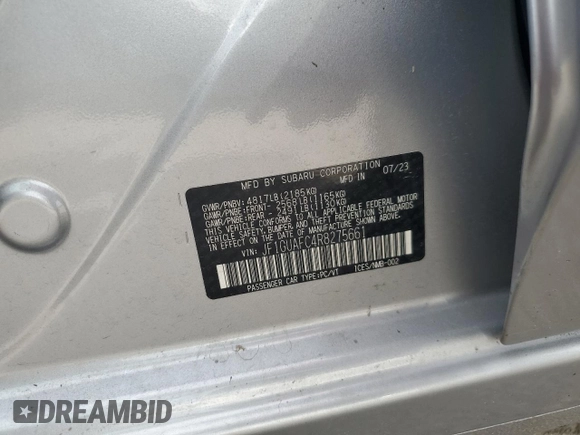 MFD BY SUBARU CORPORATION
MFD IN 07/23
GVWR/PNBV: 4817LB(2185KG)
GAWR/PNBE:FRONT- 2568LB(1165KG)
GAWR/PNBE:REAR - 2491LB(1130KG)
THIS VEHICLE CONFORMS TO ALL APPLICABLE FEDERAL MOTOR
VEHICLE SAFETY,BUMPER,AND THEFT PREVENTION STANDARDS
IN EFFECT ON THE DATE OF MANUFACTURE SHOWN ABOVE.
VIN: JF1GUAFC4R8275661
PASSENGER CAR TYPE:PC/VT ICES/NMB-002
DREAMBID